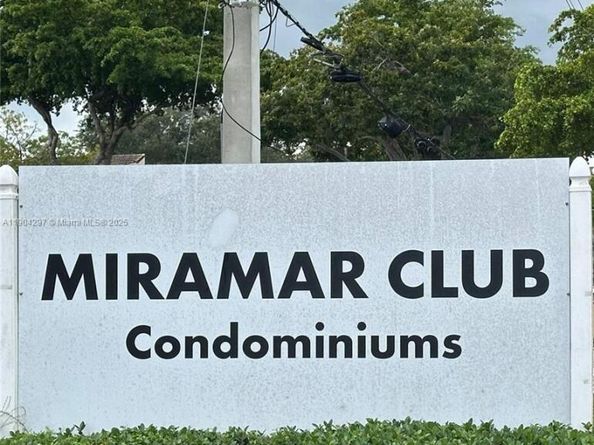 A11904297 © Miami MLS® 2025
MIRAMAR CLUB
Condominiums